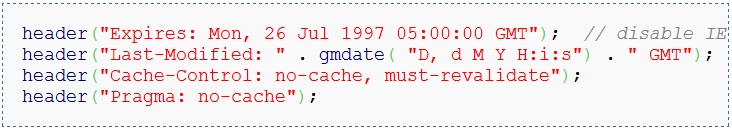 header("Expires: Mon, 26 Jul 1997 05:00:00 GMT");  // disable IE
header("Last-Modified: " . gmdate( "D, d M Y H:i:s") . " GMT");
header("Cache-Control: no-cache, must-revalidate");
header("Pragma: no-cache");